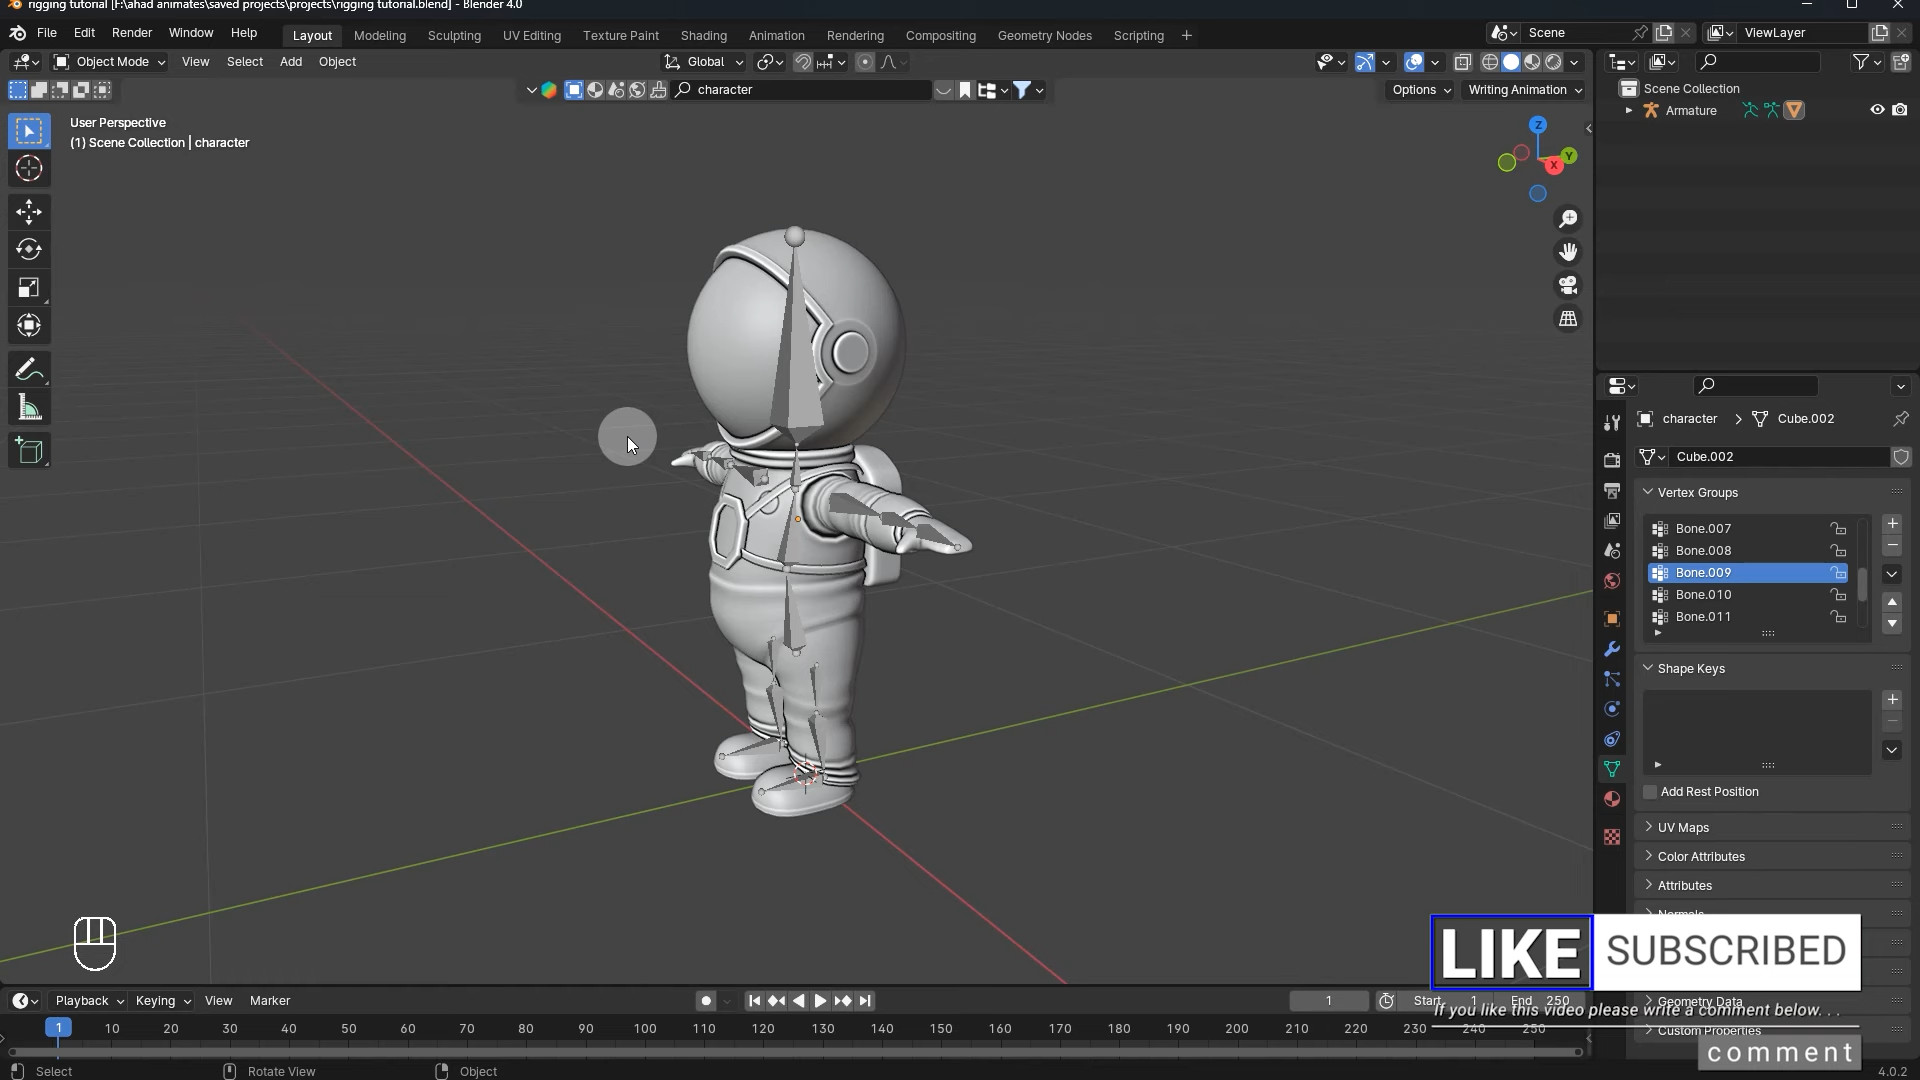 rigging tutorial [F:\ahad animates\saved projects\projects\rigging tutorial.blend] - Blender 4.0
File Edit Render Window Help
Layout Modeling Sculpting UV Editing Texture Paint Shading Animation Rendering Compositing Geometry Nodes Scripting +
Scene
ViewLayer
Object Mode View Select Add Object
Global
character
Options
Writing Animation
User Perspective
(1) Scene Collection | character
Z
Y
X
Scene Collection
Armature
character > Cube.002
Cube.002
Vertex Groups
Bone.007
Bone.008
Bone.009
Bone.010
Bone.011
Shape Keys
Add Rest Position
UV Maps
Color Attributes
Attributes
Normals
LIKE SUBSCRIBED
Geometry Data
If you like this video please write a comment below. . .
Custom Properties
comment
Playback Keying View Marker
1
Start 1 End 250
1 10 20 30 40 50 60 70 80 90 100 110 120 130 140 150 160 170 180 190 200 210 220 230 240 250
Select Rotate View Object
4.0.2